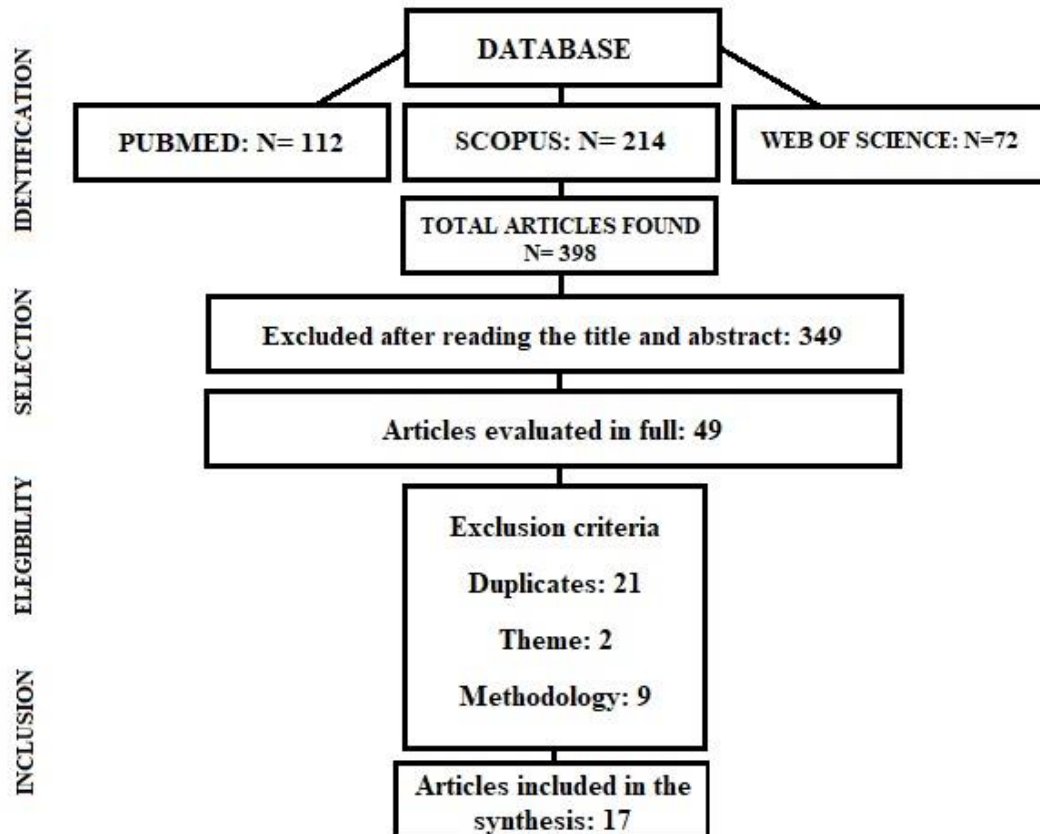 IDENTIFICATION
DATABASE
PUBMED: N= 112
SCOPUS: N= 214
WEB OF SCIENCE: N=72
TOTAL ARTICLES FOUND
N= 398
SELECTION
Excluded after reading the title and abstract: 349
Articles evaluated in full: 49
ELEGIBILITY
Exclusion criteria
Duplicates: 21
Theme: 2
Methodology: 9
INCLUSION
Articles included in the
synthesis: 17